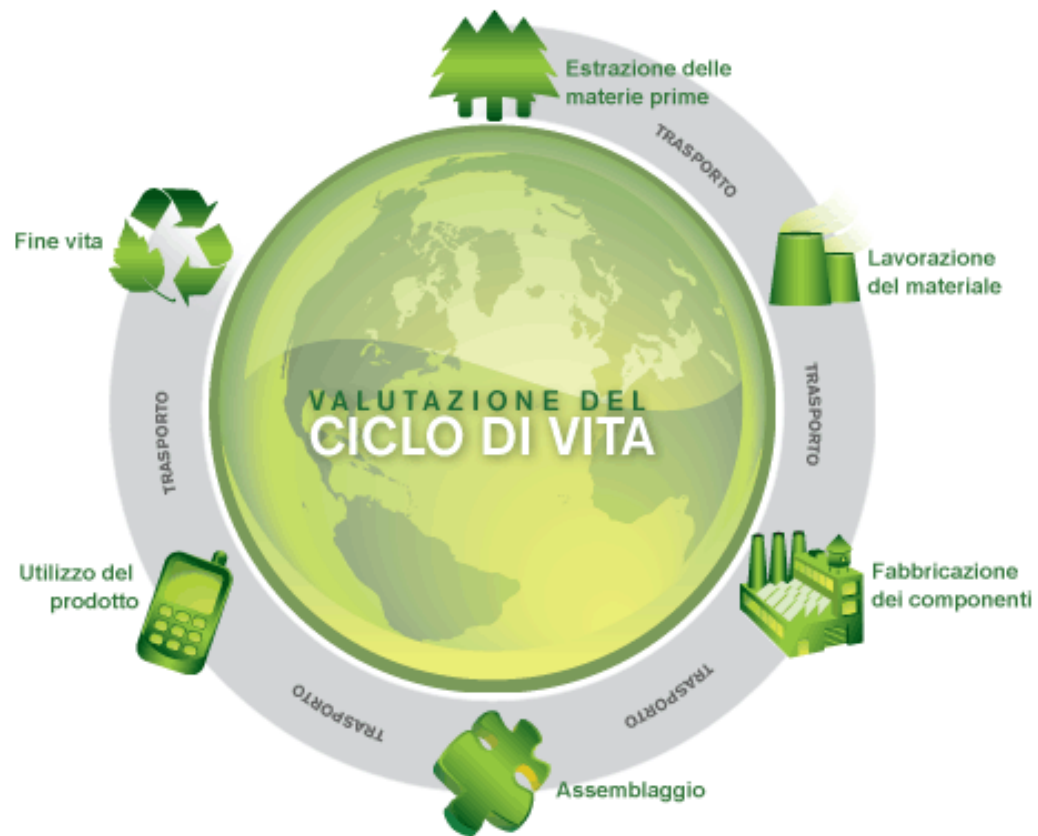 Estrazione delle
materie prime
TRASPORTO
Lavorazione
del materiale
TRASPORTO
Fabbricazione
dei componenti
TRASPORTO
Assemblaggio
TRASPORTO
Utilizzo del
prodotto
TRASPORTO
Fine vita
VALUTAZIONE DEL
CICLO DI VITA